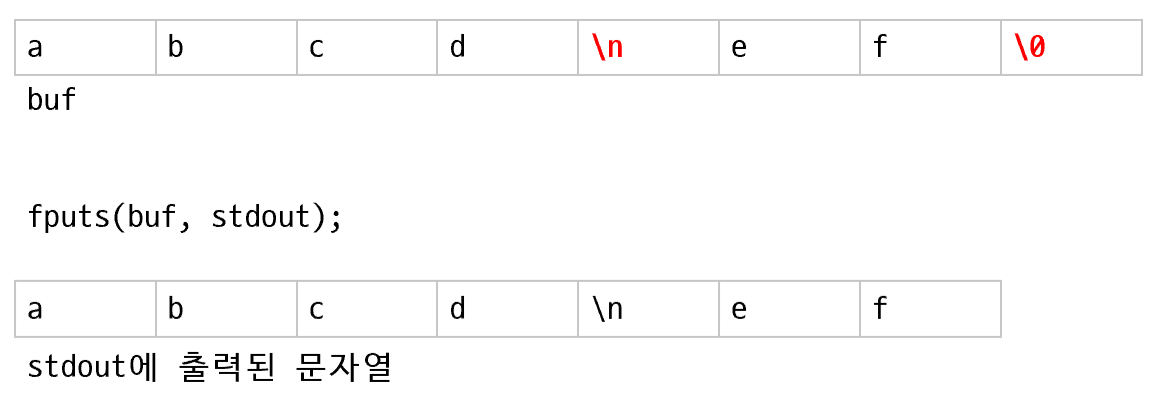 a b c d \n e f \0
buf
fputs(buf, stdout);
a b c d \n e f
stdout에 출력된 문자열